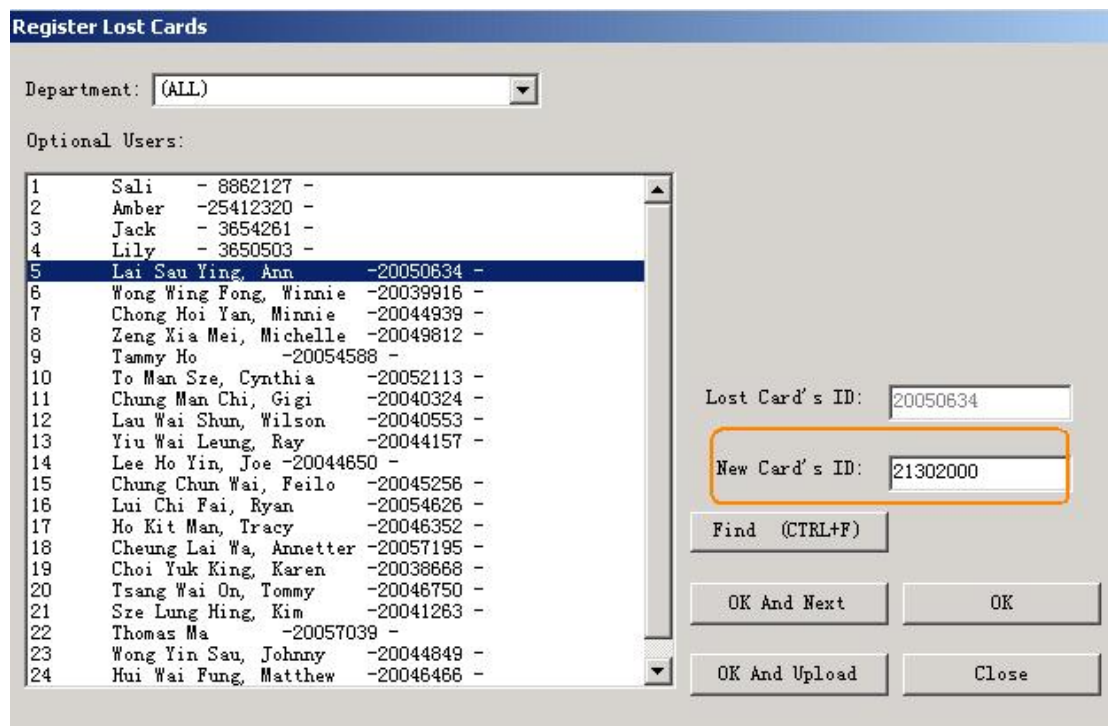 Register Lost Cards
Department: (ALL)
Optional Users:
1 Sali - 8862127 -
2 Amber -25412320 -
3 Jack - 3654261 -
4 Lily - 3650503 -
5 Lai Sau Ying, Ann -20050634 -
6 Wong Wing Fong, Winnie -20039916 -
7 Chong Hoi Yan, Minnie -20044939 -
8 Zeng Xia Mei, Michelle -20049812 -
9 Tammy Ho -20054588 -
10 To Man Sze, Cynthia -20052113 -
11 Chung Man Chi, Gigi -20040324 -
12 Lau Wai Shun, Wilson -20040553 -
13 Yiu Wai Leung, Ray -20044157 -
14 Lee Ho Yin, Joe -20044650 -
15 Chung Chun Wai, Feilo -20045256 -
16 Lui Chi Fai, Ryan -20054626 -
17 Ho Kit Man, Tracy -20046352 -
18 Cheung Lai Wa, Annetter -20057195 -
19 Choi Yuk King, Karen -20038668 -
20 Tsang Wai On, Tommy -20046750 -
21 Sze Lung Hing, Kim -20041263 -
22 Thomas Ma -20057039 -
23 Wong Yin Sau, Johnny -20044849 -
24 Hui Wai Fung, Matthew -20046466 -
Lost Card's ID: 20050634
New Card's ID: 21302000
Find (CTRL+F)
OK And Next OK
OK And Upload Close